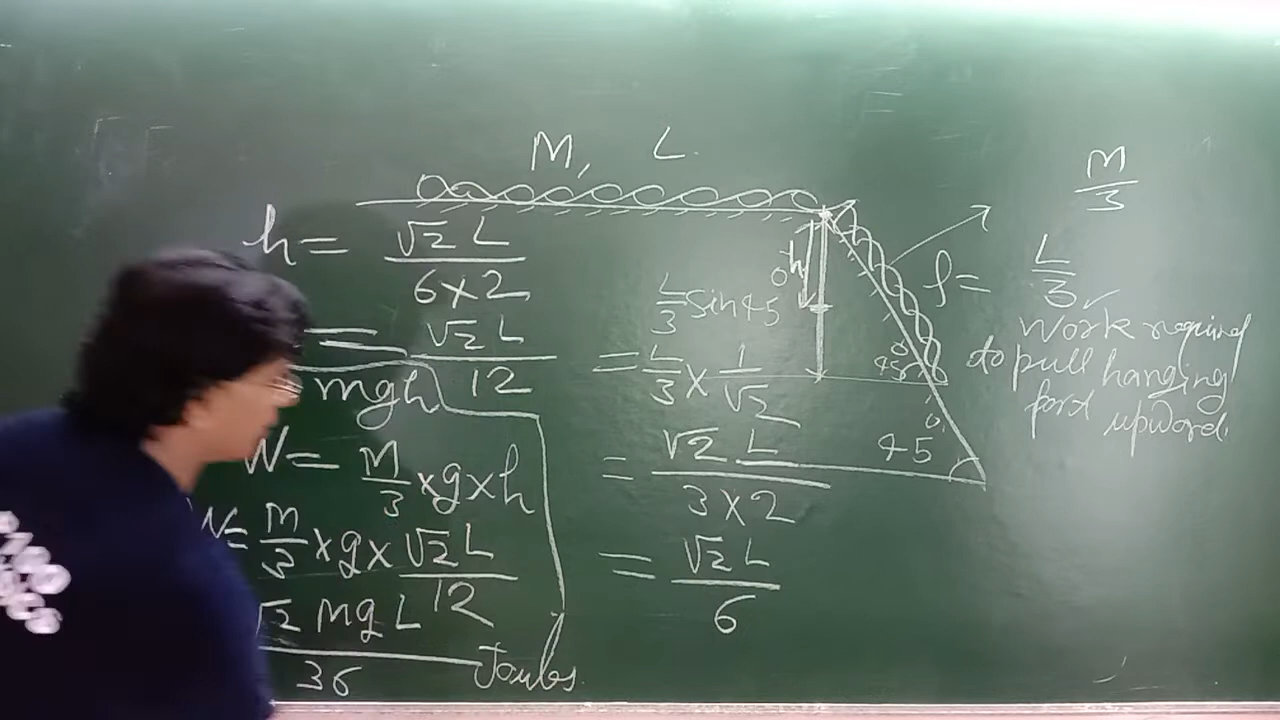 M, L
M/3
h = √2 L / 6×2
= √2 L / 12
mgh
W = M/3 × g × h
W = M/3 × g × √2 L / 12
√2 MgL / 36 Joules
L/3 sin45°
= L/3 × 1/√2
= √2 L / 3×2
= √2 L / 6
h
45°
45°
l = L/3
Work required
to pull hanging
part upward.